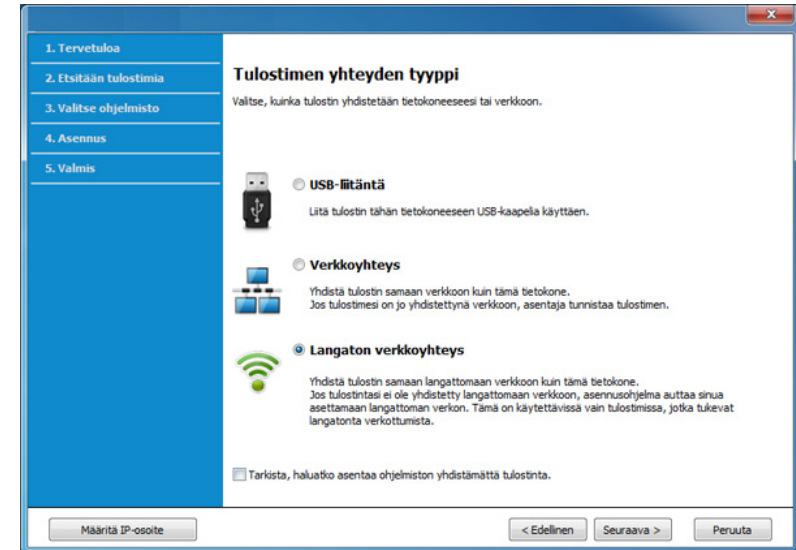 1. Tervetuloa
2. Etsitään tulostimia
3. Valitse ohjelmisto
4. Asennus
5. Valmis
Tulostimen yhteyden tyyppi
Valitse, kuinka tulostin yhdistetään tietokoneeseesi tai verkkoon.
USB-liitäntä
Liitä tulostin tähän tietokoneeseen USB-kaapelia käyttäen.
Verkkoyhteys
Yhdistä tulostin samaan verkkoon kuin tämä tietokone.
Jos tulostimesi on jo yhdistettynä verkkoon, asentaja tunnistaa tulostimen.
Langaton verkkoyhteys
Yhdistä tulostin samaan langattomaan verkkoon kuin tämä tietokone.
Jos tulostintasi ei ole yhdistetty langattomaan verkkoon, asennusohjelma auttaa sinua
asettamaan langattoman verkon. Tämä on käytettävissä vain tulostimissa, jotka tukevat
langatonta verkottumista.
Tarkista, haluatko asentaa ohjelmiston yhdistämättä tulostinta.
Määritä IP-osoite
< Edellinen
Seuraava >
Peruuta